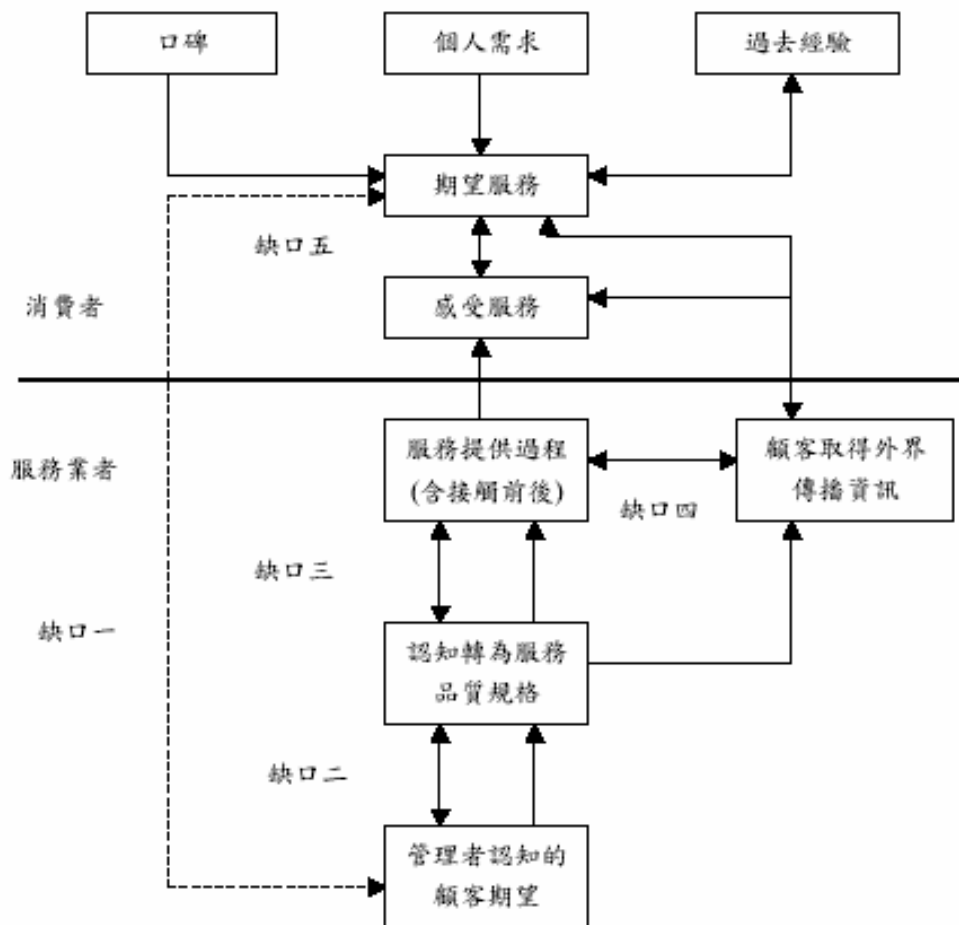 口碑
個人需求
過去經驗
期望服務
缺口五
感受服務
消費者
服務提供過程
(含接觸前後)
顧客取得外界
傳播資訊
服務業者
缺口四
缺口三
缺口一
認知轉為服務
品質規格
缺口二
管理者認知的
顧客期望